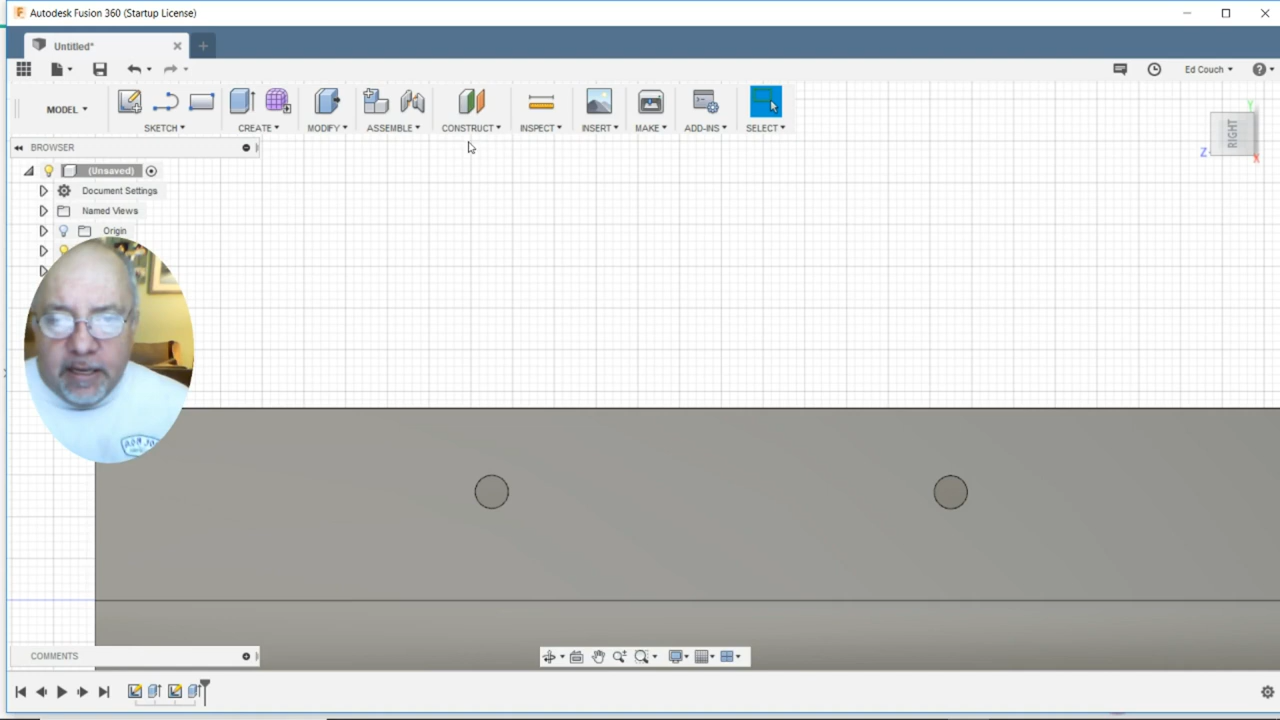 Autodesk Fusion 360 (Startup License)
Untitled*
Ed Couch
MODEL
SKETCH
CREATE
MODIFY
ASSEMBLE
CONSTRUCT
INSPECT
INSERT
MAKE
ADD-INS
SELECT
BROWSER
(Unsaved)
Document Settings
Named Views
Origin
Y
RIGHT
Z
X
COMMENTS